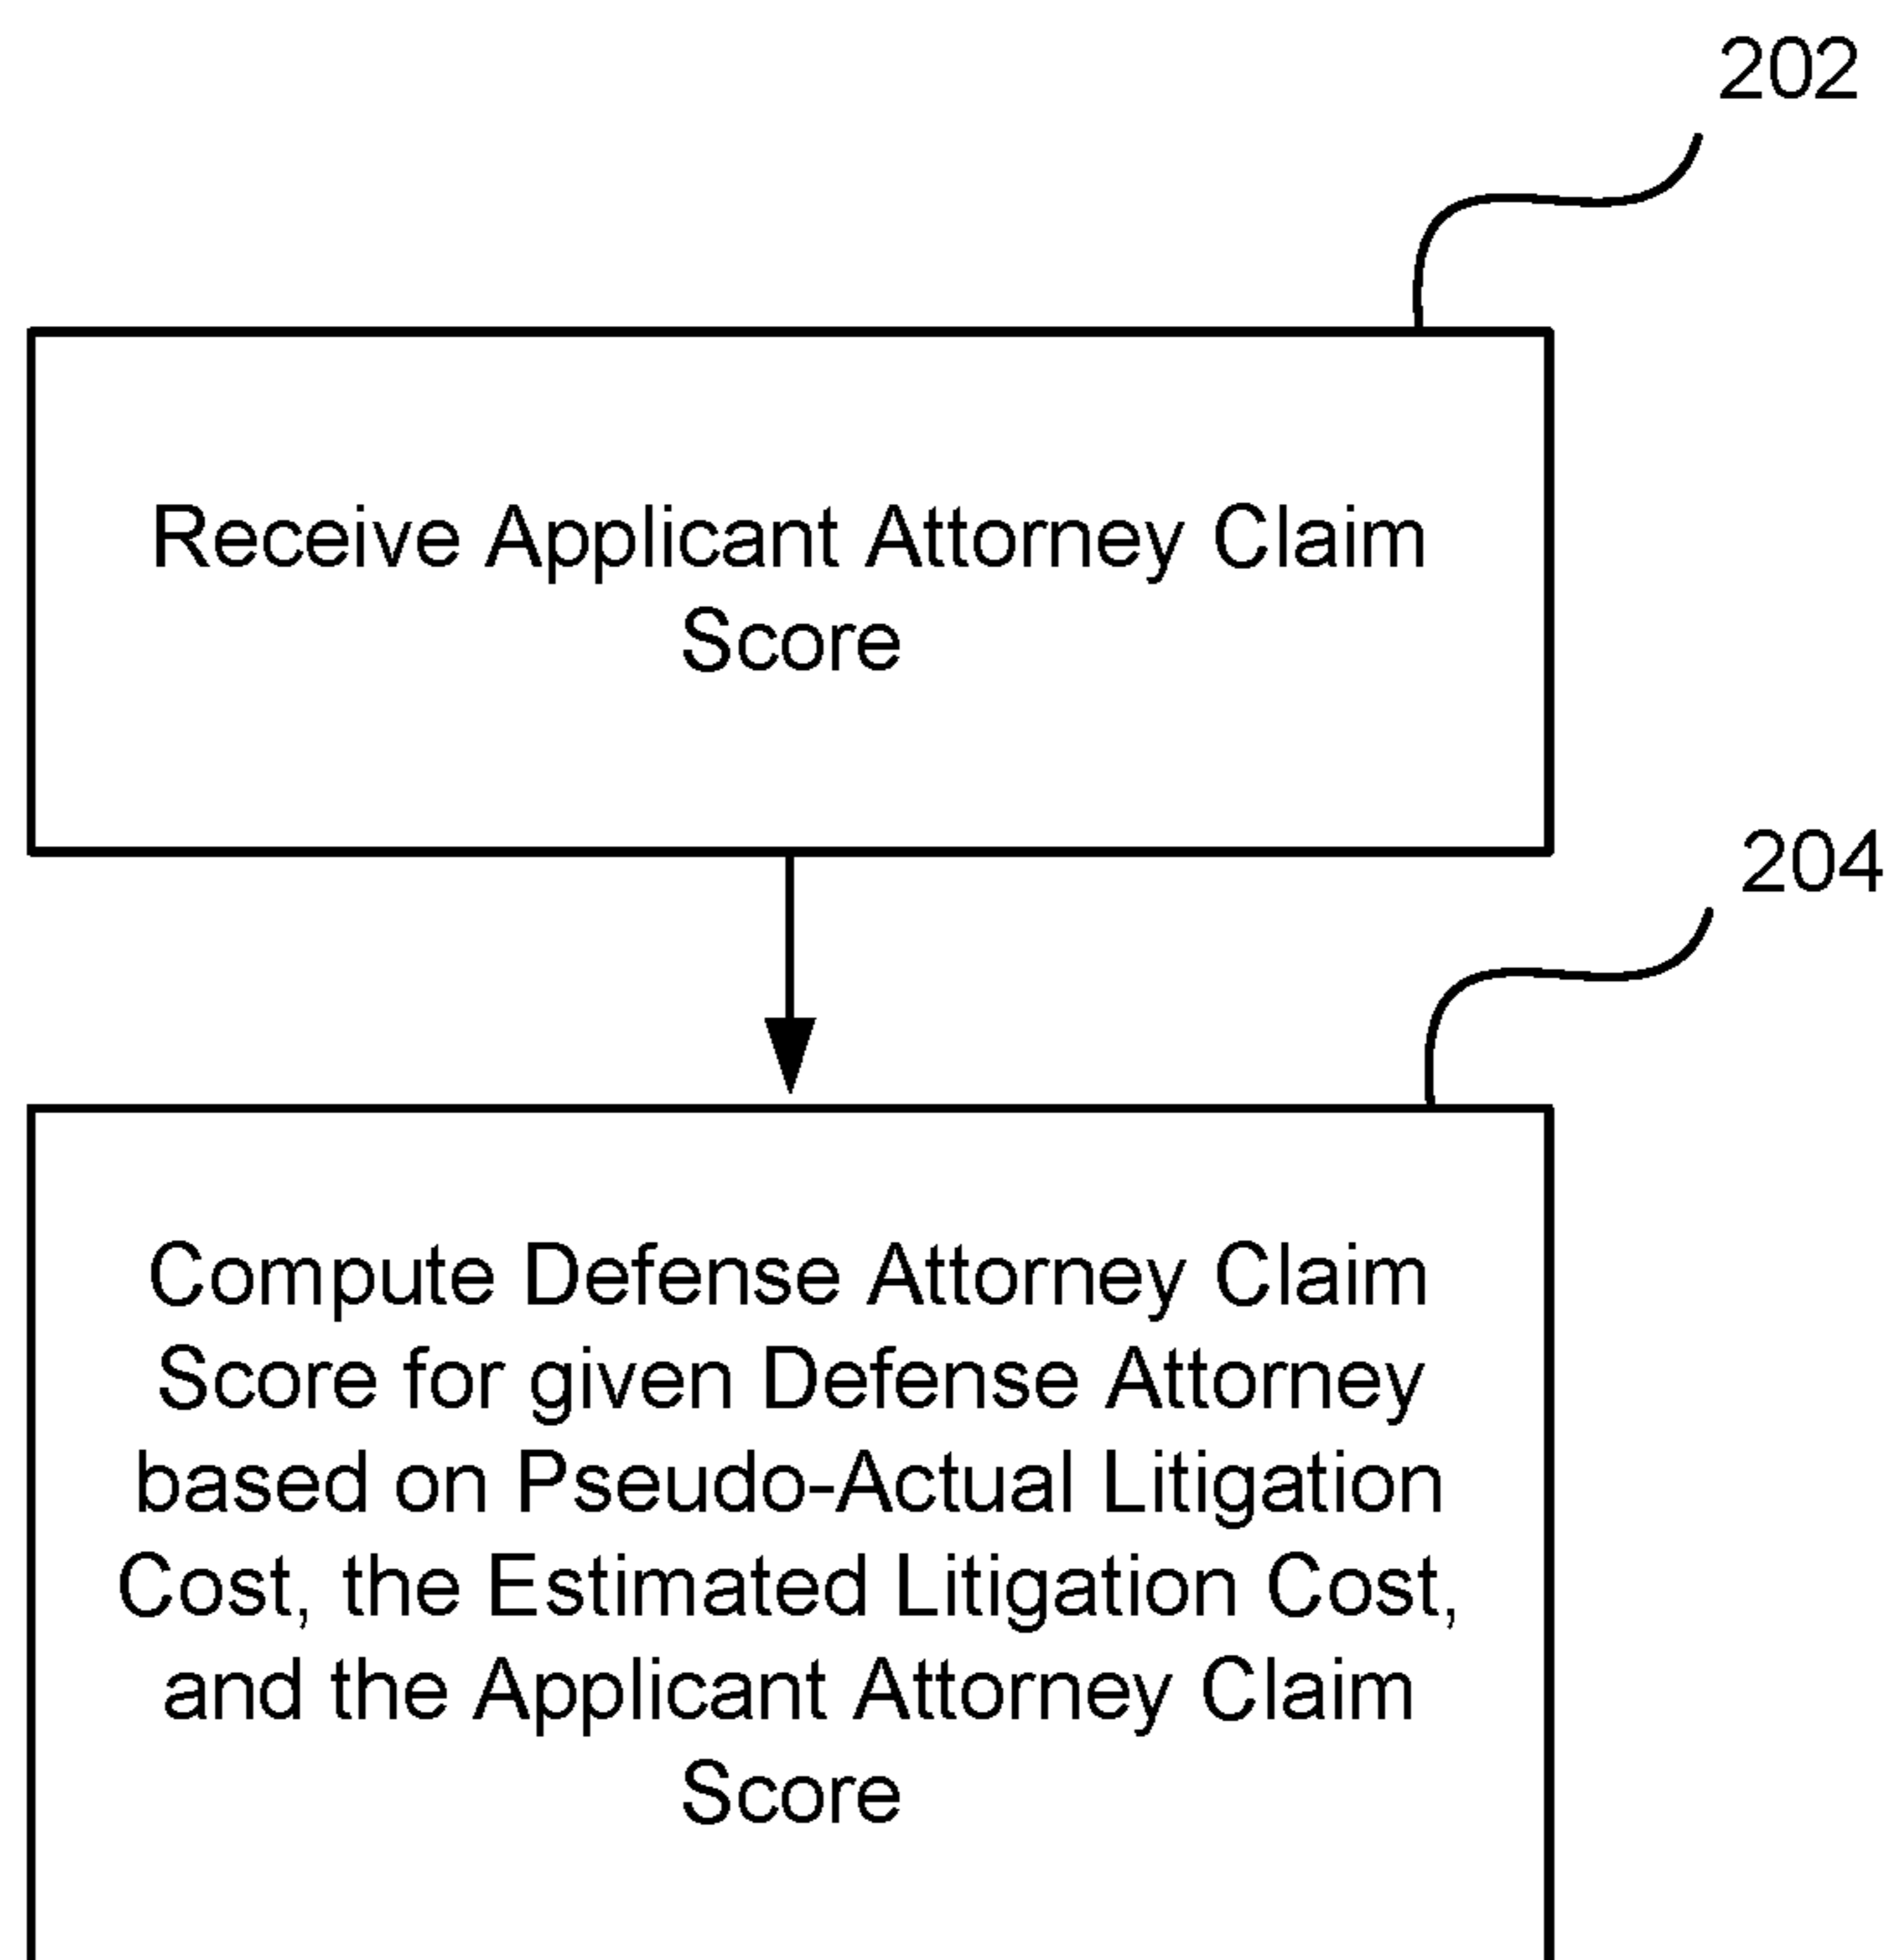 202
Receive Applicant Attorney Claim
Score
204
Compute Defense Attorney Claim
Score for given Defense Attorney
based on Pseudo-Actual Litigation
Cost, the Estimated Litigation Cost,
and the Applicant Attorney Claim
Score